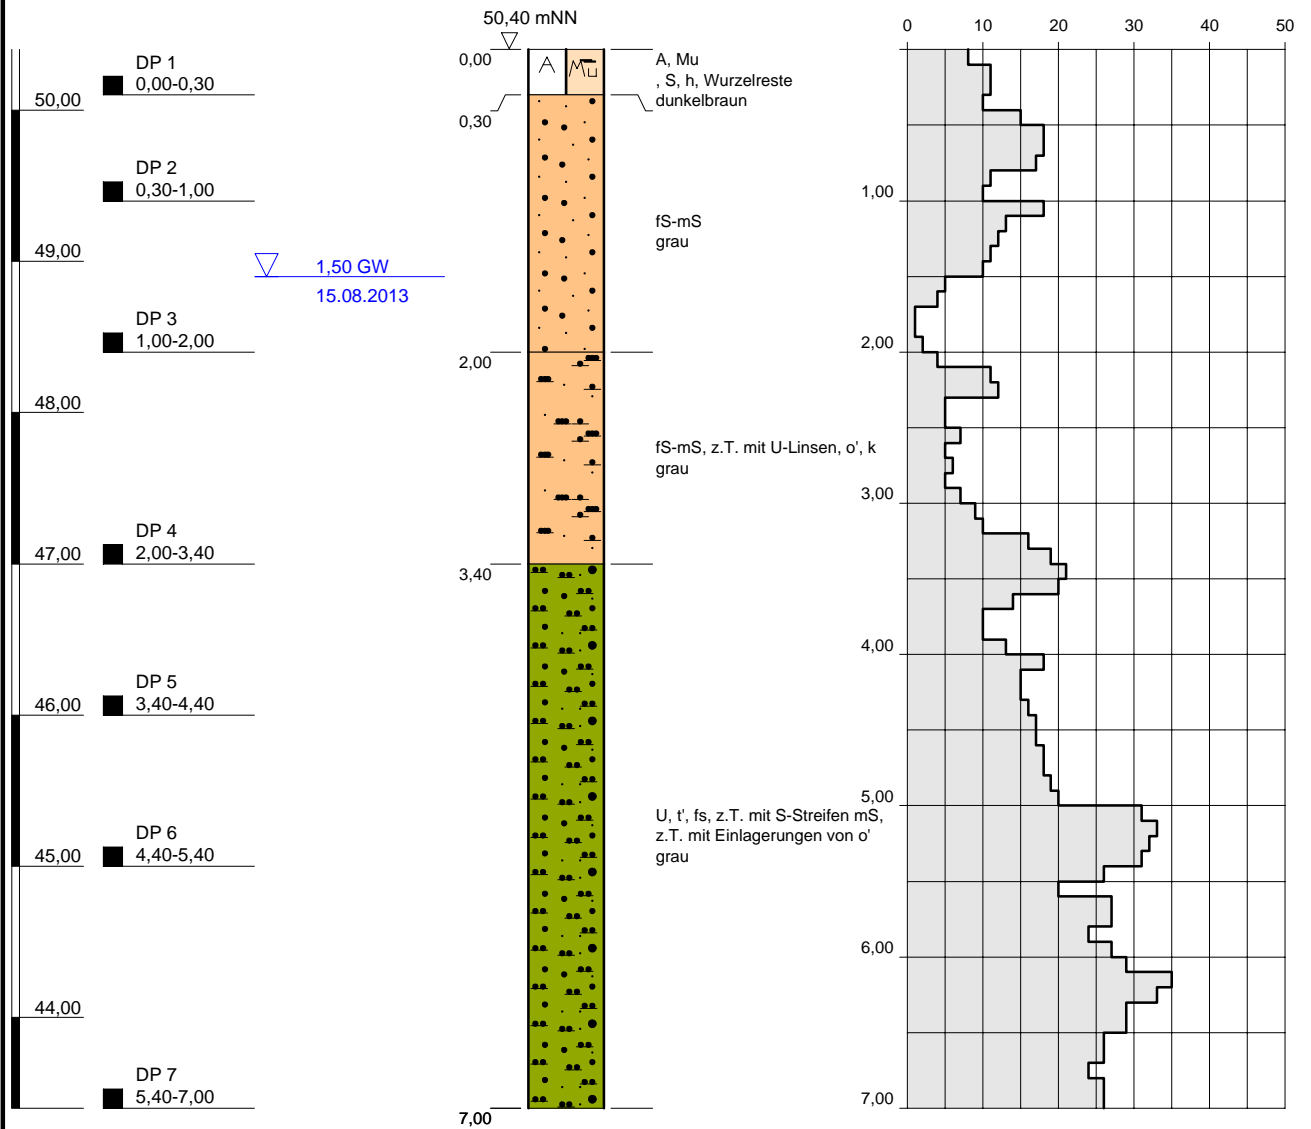 50,40 mNN
0 10 20 30 40 50
0,00
A Mu
A, Mu
, S, h, Wurzelreste
dunkelbraun
DP 1
0,00-0,30
50,00
0,30
DP 2
0,30-1,00
1,00
fS-mS
grau
49,00
1,50 GW
15.08.2013
DP 3
1,00-2,00
2,00
2,00
48,00
fS-mS, z.T. mit U-Linsen, o', k
grau
3,00
DP 4
2,00-3,40
47,00
3,40
4,00
DP 5
3,40-4,40
46,00
5,00
U, t', fs, z.T. mit S-Streifen mS,
z.T. mit Einlagerungen von o'
grau
DP 6
4,40-5,40
45,00
6,00
44,00
DP 7
5,40-7,00
7,00
7,00